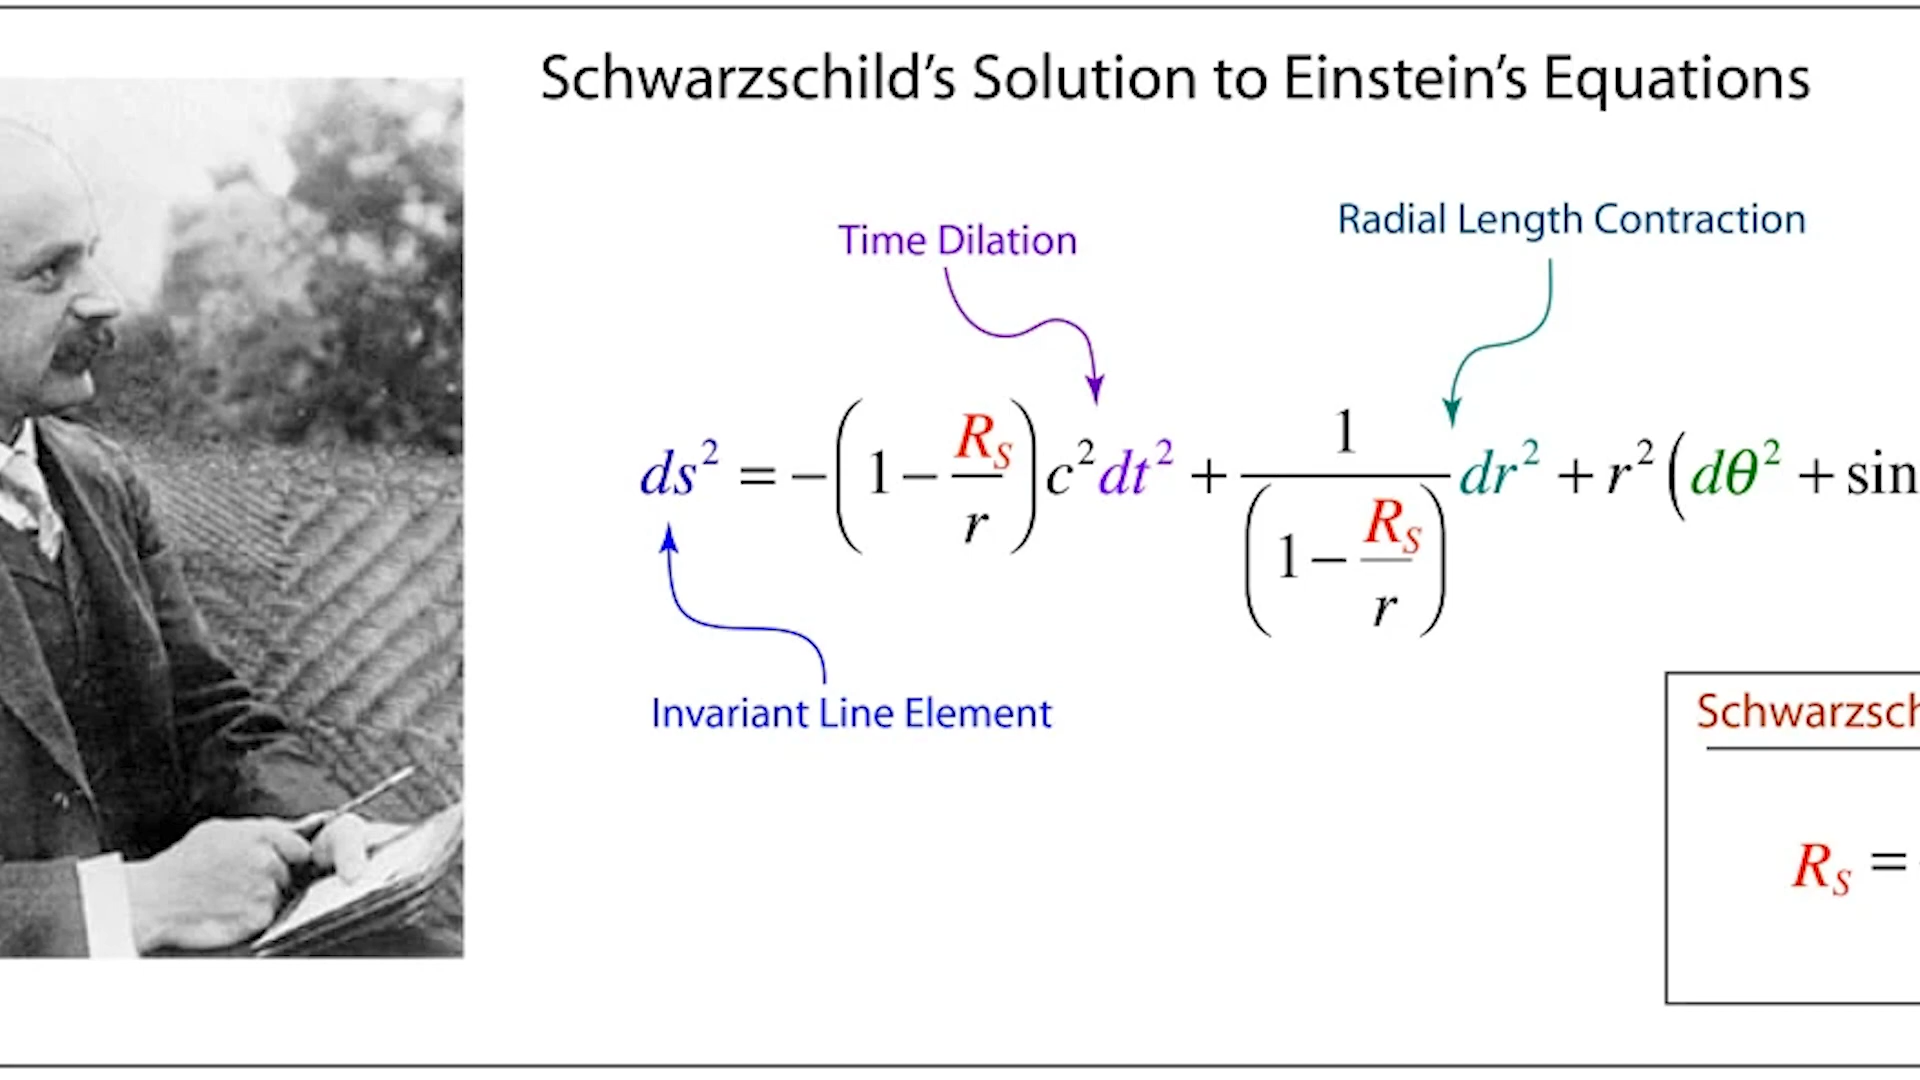 Schwarzschild’s Solution to Einstein’s Equations
Time Dilation
Radial Length Contraction
ds² = −(1 − R_S/r) c²dt² + 1/(1 − R_S/r) dr² + r²(dθ² + sin
Invariant Line Element
Schwarzsch
R_S =